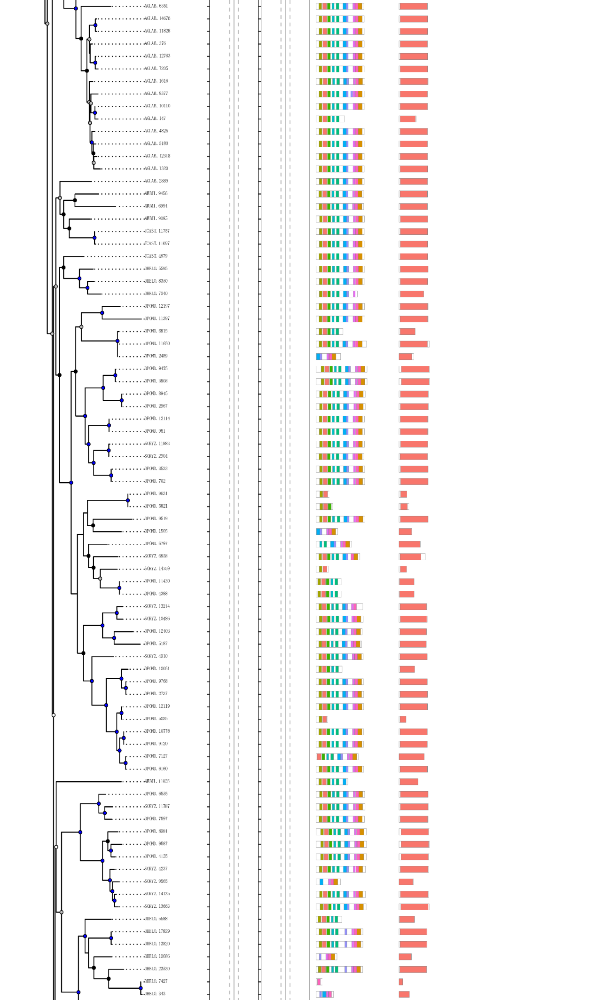 AGLAB. 6351
AGLAB. 14676
AGLAB. 11828
AGLAB. 376
AGLAB. 12763
AGLAB. 7205
AGLAB. 1616
AGLAB. 9377
AGLAB. 10110
AGLAB. 147
AGLAB. 4825
AGLAB. 5180
AGLAB. 12318
AGLAB. 1320
AGLAB. 2889
ATUMI. 9456
ATUMI. 6994
ATUMI. 9095
TCAST. 11757
TCAST. 11097
TCAST. 4879
DHELO. 5595
DHELO. 8350
DHELO. 7040
DPOND. 12197
DPOND. 11397
DPOND. 6815
DPOND. 11650
DPOND. 2489
DPOND. 9475
DPOND. 3808
DPOND. 8945
DPOND. 2967
DPOND. 12114
DPOND. 951
SORYZ. 11983
SORYZ. 2904
DPOND. 3533
DPOND. 702
DPOND. 9631
DPOND. 5821
DPOND. 9519
DPOND. 1505
DPOND. 6797
SORYZ. 6858
SORYZ. 14759
DPOND. 11430
DPOND. 4388
SORYZ. 13214
SORYZ. 10486
DPOND. 12403
DPOND. 5187
SORYZ. 4910
DPOND. 10051
DPOND. 9768
DPOND. 2737
DPOND. 12119
DPOND. 5035
DPOND. 10778
DPOND. 9120
DPOND. 7127
DPOND. 6160
ATUMI. 11055
DPOND. 6555
SORYZ. 11787
DPOND. 7597
DPOND. 8981
DPOND. 9587
DPOND. 4155
SORYZ. 4237
SORYZ. 9565
SORYZ. 14135
SORYZ. 13663
DHELO. 5588
DHELO. 17829
DHELO. 13820
DHELO. 10686
DHELO. 23530
DHELO. 7427
DHELO. 343